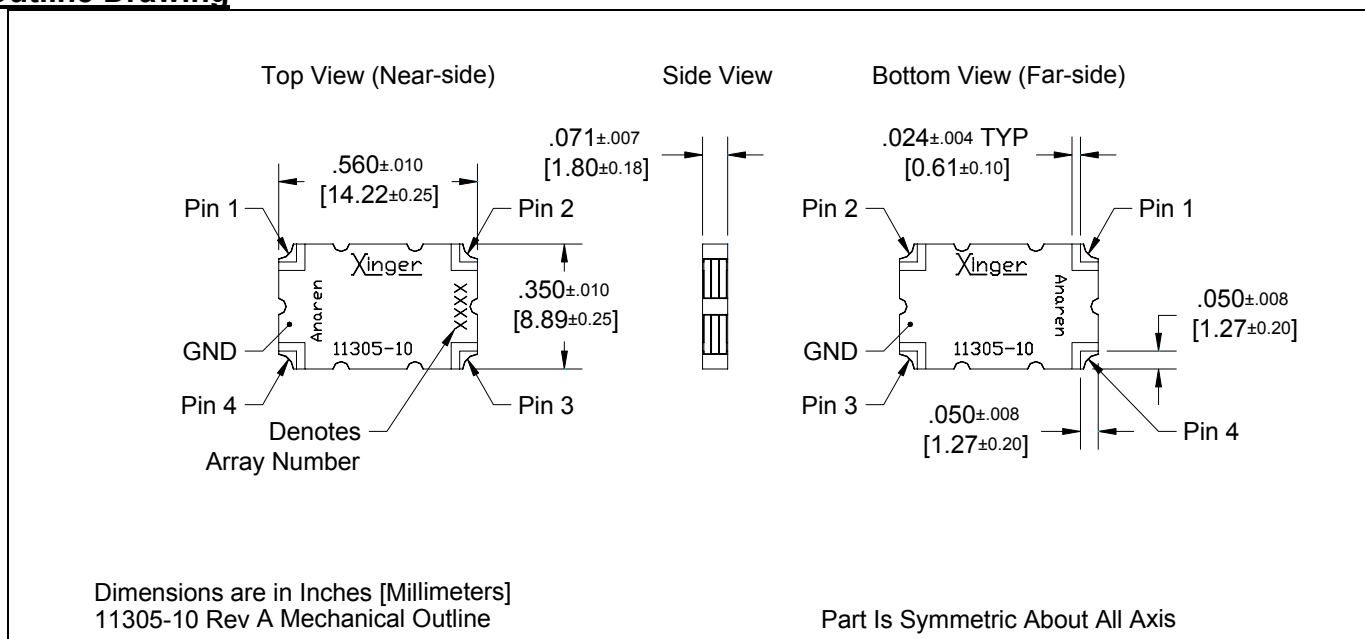 Outline Drawing
Top View (Near-side)
Side View
Bottom View (Far-side)
.560±.010
[14.22±0.25]
.071±.007
[1.80±0.18]
.024±.004 TYP
[0.61±0.10]
Pin 1
Pin 2
Pin 2
Pin 1
Xinger
Anaren
XXXX
11305-10
.350±.010
[8.89±0.25]
Xinger
Anaren
11305-10
.050±.008
[1.27±0.20]
GND
GND
Pin 4
Pin 3
Pin 3
.050±.008
[1.27±0.20]
Pin 4
Denotes
Array Number
Dimensions are in Inches [Millimeters]
11305-10 Rev A Mechanical Outline
Part Is Symmetric About All Axis